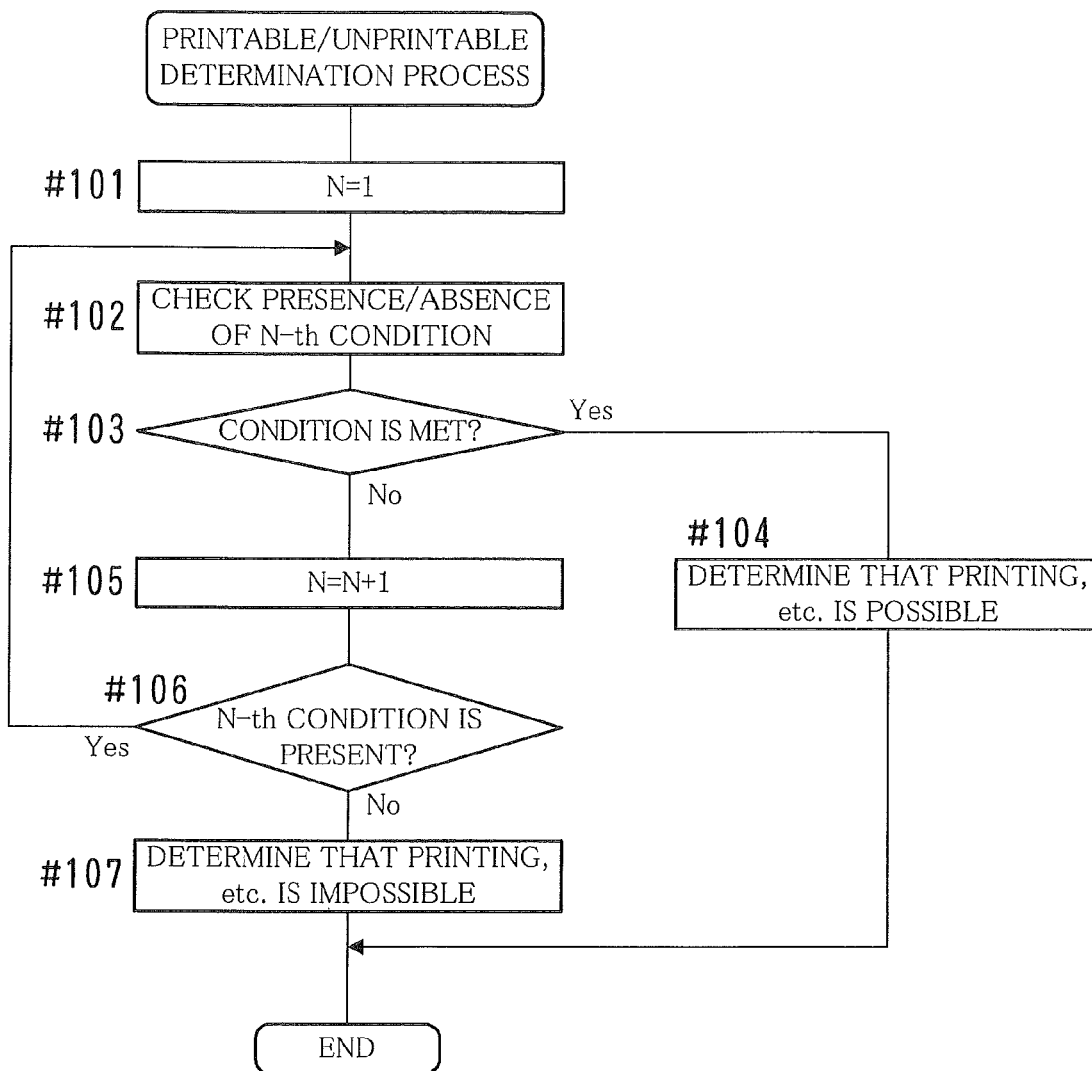 PRINTABLE/UNPRINTABLE
DETERMINATION PROCESS
#101
N=1
#102
CHECK PRESENCE/ABSENCE
OF N-th CONDITION
#103
CONDITION IS MET?
Yes
No
#104
DETERMINE THAT PRINTING,
etc. IS POSSIBLE
#105
N=N+1
#106
N-th CONDITION IS
PRESENT?
Yes
No
#107
DETERMINE THAT PRINTING,
etc. IS IMPOSSIBLE
END